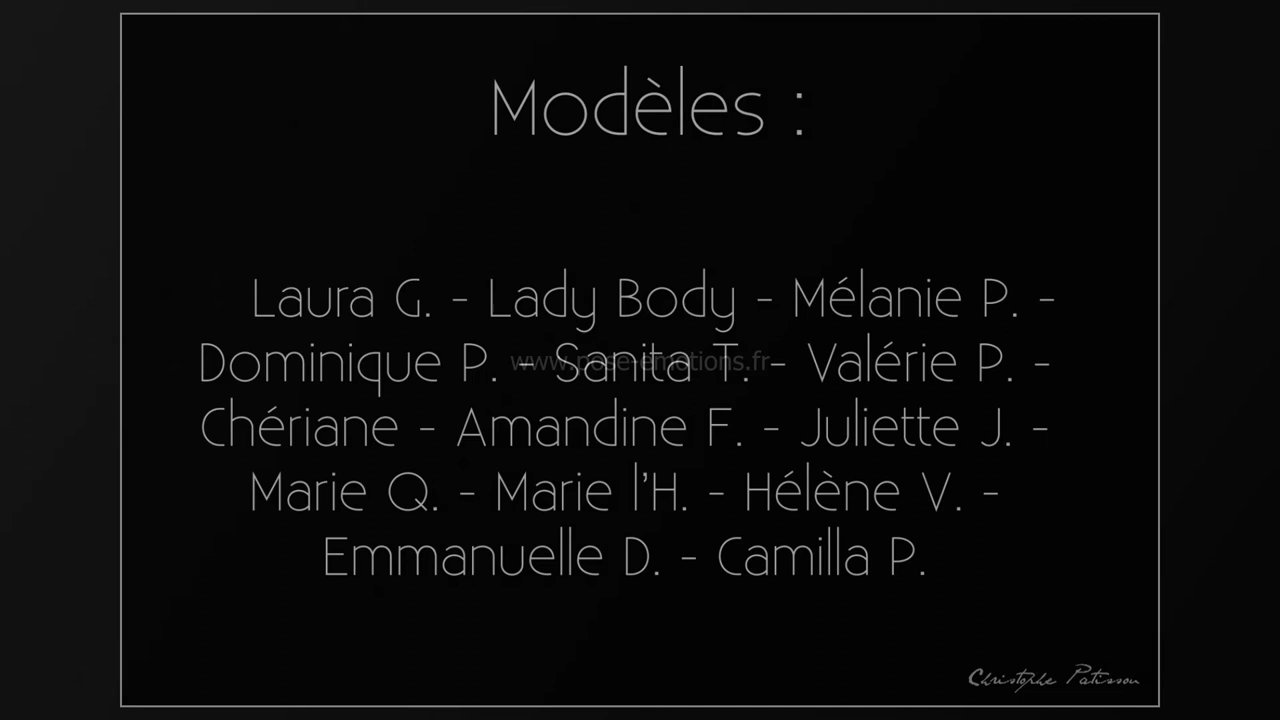 Modèles :
Laura G. - Lady Body - Mélanie P. -
Dominique P. - Sanita T. - Valérie P. -
www.pose-emotions.fr
Chériane - Amandine F. - Juliette J. -
Marie Q. - Marie l'H. - Hélène V. -
Emmanuelle D. - Camilla P.
Christophe Patisson